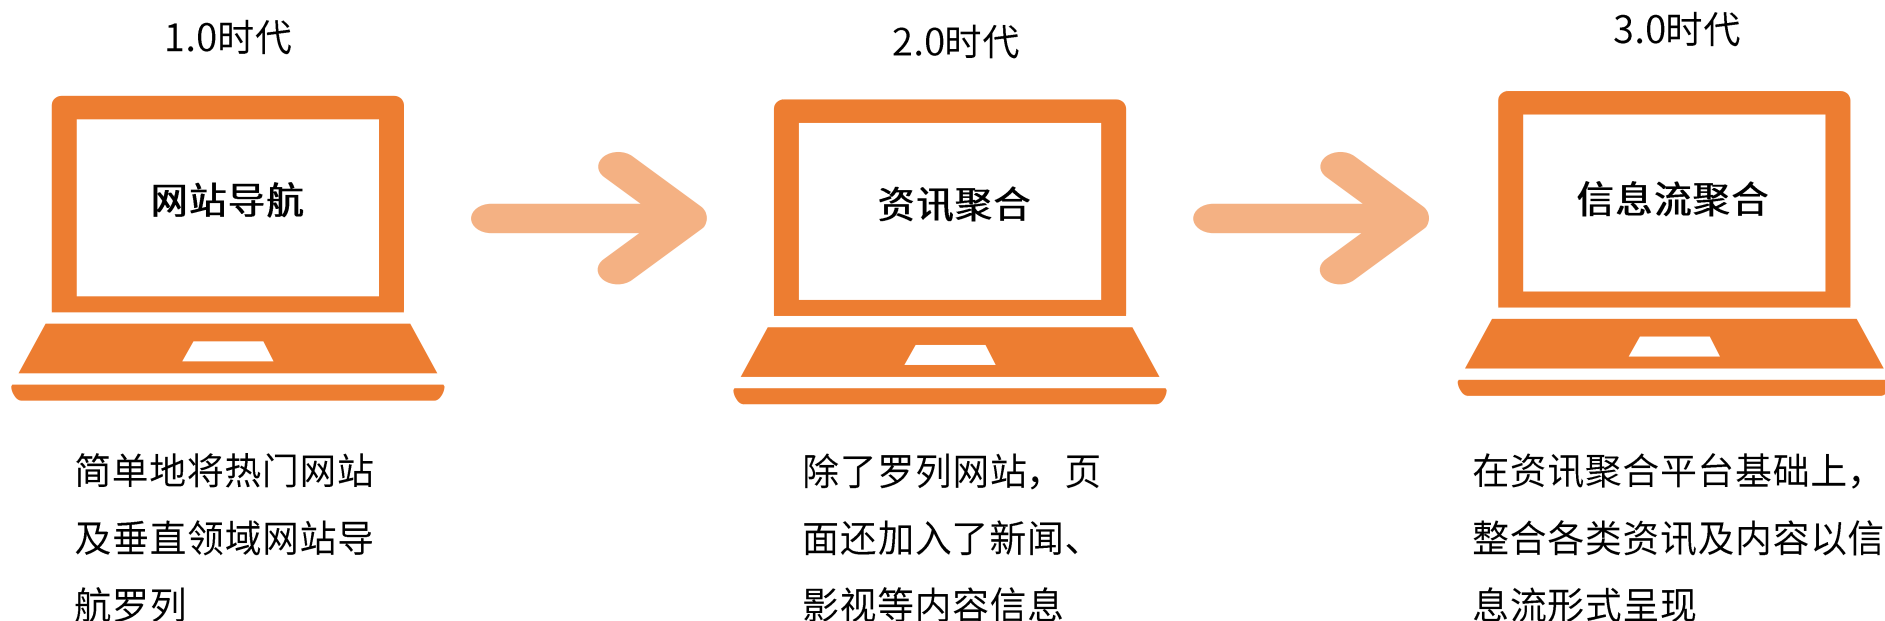 1.0时代
网站导航
简单地将热门网站
及垂直领域网站导
航罗列
2.0时代
资讯聚合
除了罗列网站，页
面还加入了新闻、
影视等内容信息
3.0时代
信息流聚合
在资讯聚合平台基础上，
整合各类资讯及内容以信
息流形式呈现